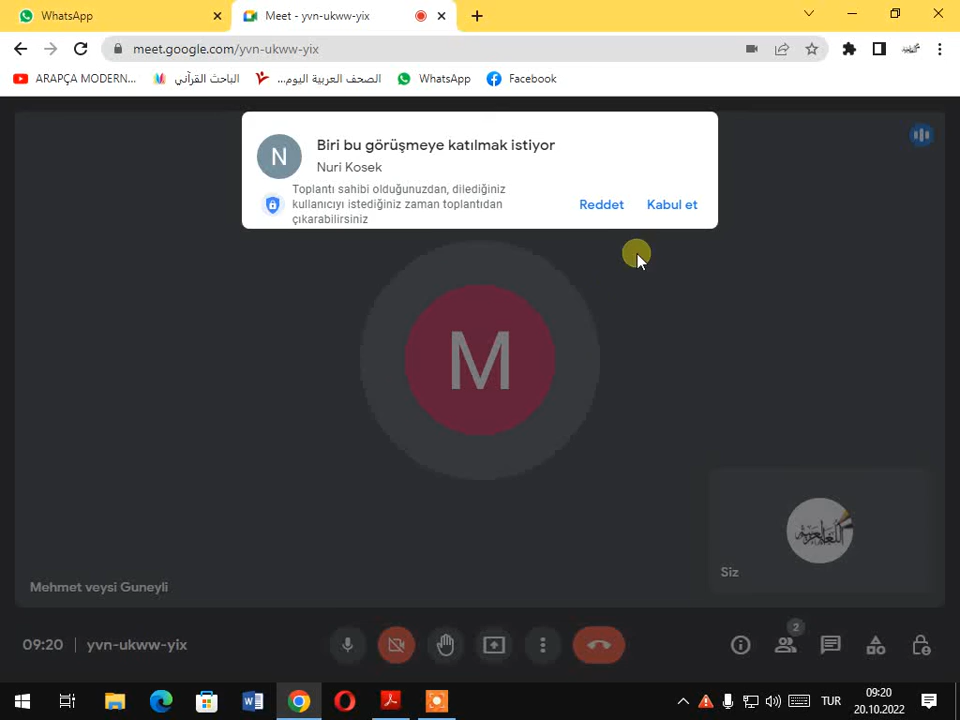 WhatsApp
Meet - yvn-ukww-yix
meet.google.com/yvn-ukww-yix
ARAPÇA MODERN...
الباحث القرآني
الصحف العربية اليوم...
WhatsApp
Facebook
N
Biri bu görüşmeye katılmak istiyor
Nuri Kosek
Toplantı sahibi olduğunuzdan, dilediğiniz
kullanıcıyı istediğiniz zaman toplantıdan
çıkarabilirsiniz
Reddet
Kabul et
M
اللغة العربية
Siz
Mehmet veysi Guneyli
09:20 | yvn-ukww-yix
2
TUR
09:20
20.10.2022